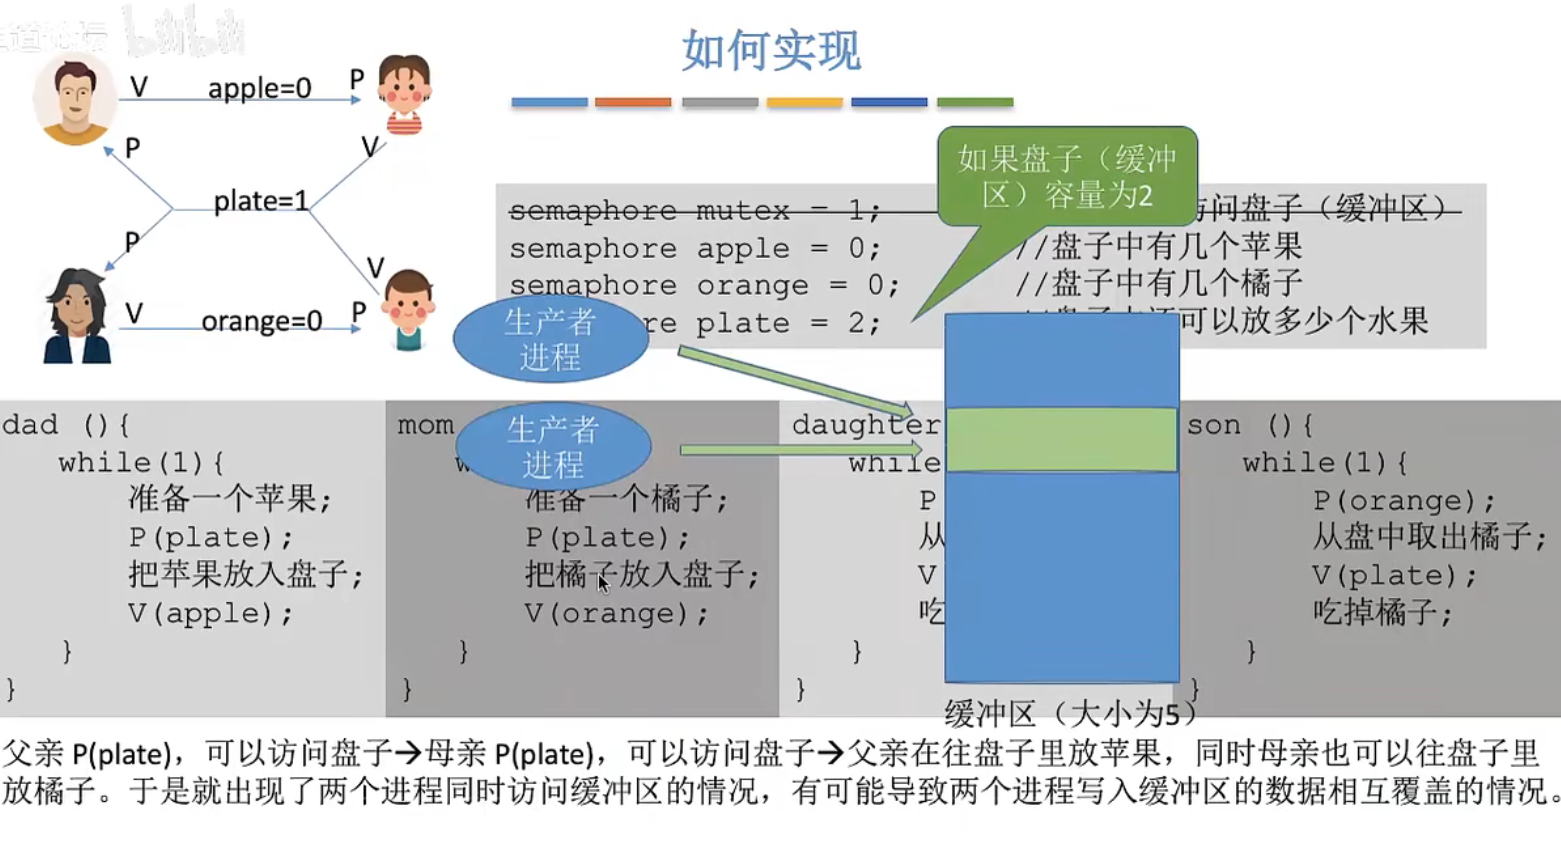 bilibili
如何实现
V apple=0 P
P V
plate=1
P V
V orange=0 P
如果盘子（缓冲
区）容量为2
semaphore mutex = 1; 问盘子（缓冲区）
semaphore apple = 0; //盘子中有几个苹果
semaphore orange = 0; //盘子中有几个橘子
re plate = 2; 可以放多少个水果
生产者
进程
生产者
进程
dad (){
while(1){
准备一个苹果;
P(plate);
把苹果放入盘子;
V(apple);
}
}
mom
准备一个橘子;
P(plate);
把橘子放入盘子;
V(orange);
}
}
daughter
while
P
从
V
吃
}
}
son (){
while(1){
P(orange);
从盘中取出橘子;
V(plate);
吃掉橘子;
}
}
缓冲区（大小为5）
父亲 P(plate)，可以访问盘子→母亲 P(plate)，可以访问盘子→父亲在往盘子里放苹果，同时母亲也可以往盘子里
放橘子。于是就出现了两个进程同时访问缓冲区的情况，有可能导致两个进程写入缓冲区的数据相互覆盖的情况。